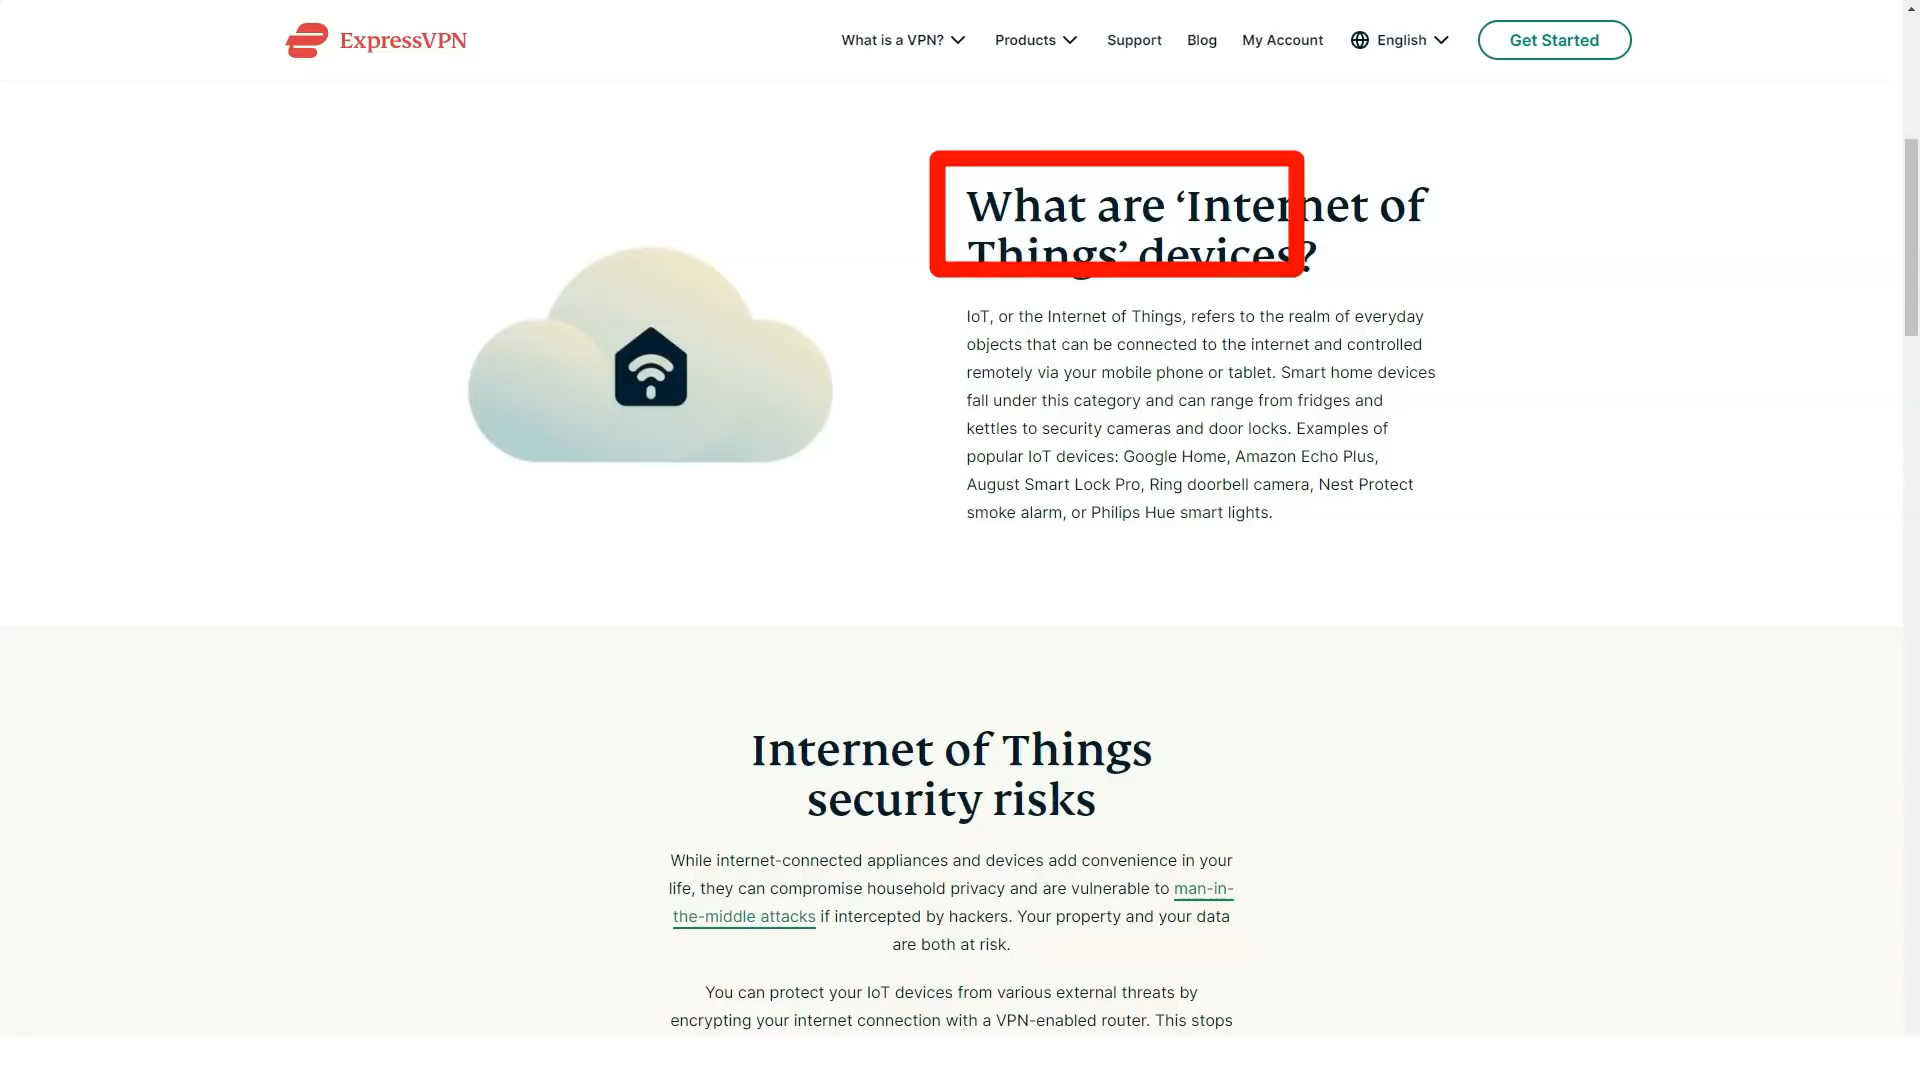 ExpressVPN
What is a VPN?
Products
Support
Blog
My Account
English
Get Started
What are ‘Internet of
Things’ devices?
IoT, or the Internet of Things, refers to the realm of everyday
objects that can be connected to the internet and controlled
remotely via your mobile phone or tablet. Smart home devices
fall under this category and can range from fridges and
kettles to security cameras and door locks. Examples of
popular IoT devices: Google Home, Amazon Echo Plus,
August Smart Lock Pro, Ring doorbell camera, Nest Protect
smoke alarm, or Philips Hue smart lights.
Internet of Things
security risks
While internet-connected appliances and devices add convenience in your
life, they can compromise household privacy and are vulnerable to man-in-
the-middle attacks if intercepted by hackers. Your property and your data
are both at risk.
You can protect your IoT devices from various external threats by
encrypting your internet connection with a VPN-enabled router. This stops